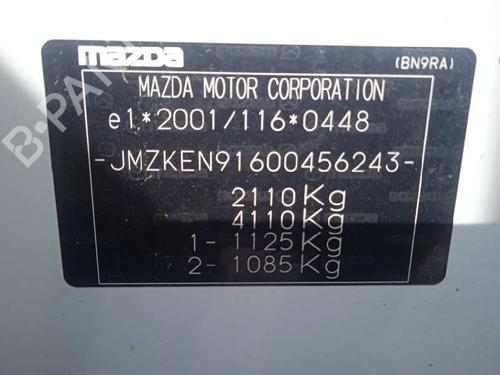 mazda (BN9RA)
MAZDA MOTOR CORPORATION
e1*2001/116*0448
-JMZKEN91600456243-
2110Kg
4110Kg
1-1125Kg
2-1085Kg
B-PARTS